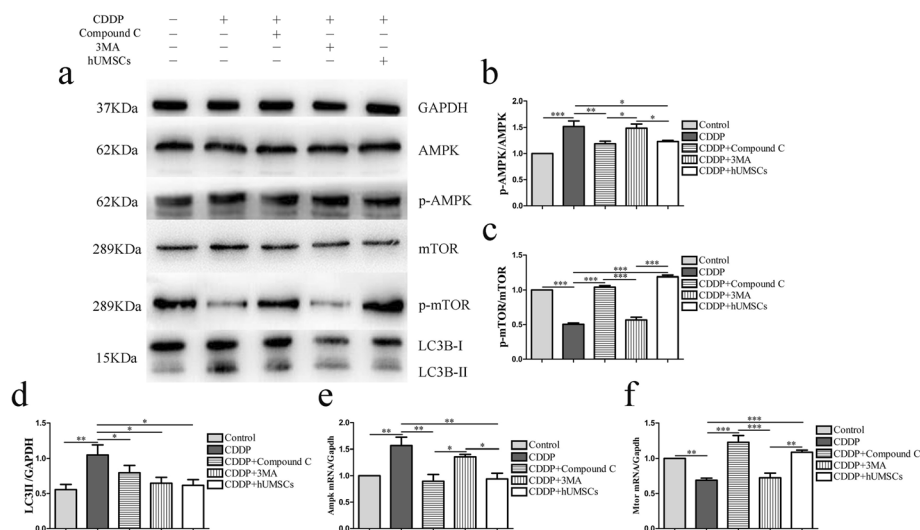 CDDP − + + + +
Compound C − − + − −
3MA − − − + −
hUMSCs − − − − +
a
37KDa GAPDH
62KDa AMPK
62KDa p-AMPK
289KDa mTOR
289KDa p-mTOR
LC3B-I
15KDa
LC3B-II
b
p-AMPK/AMPK
2.0
1.5
1.0
0.5
0.0
*
*** ** * *
Control
CDDP
CDDP+Compound C
CDDP+3MA
CDDP+hUMSCs
c
p-mTOR/mTOR
1.5
1.0
0.5
0.0
***
***
*** *** ***
Control
CDDP
CDDP+Compound C
CDDP+3MA
CDDP+hUMSCs
d
LC3II/GAPDH
1.5
1.0
0.5
0.0
*
*
** *
Control
CDDP
CDDP+Compound C
CDDP+3MA
CDDP+hUMSCs
e
Ampk mRNA/Gapdh
2.0
1.5
1.0
0.5
0.0
**
** ** * *
Control
CDDP
CDDP+Compound C
CDDP+3MA
CDDP+hUMSCs
f
Mtor mRNA/Gapdh
1.5
1.0
0.5
0.0
***
** *** *** **
Control
CDDP
CDDP+Compound C
CDDP+3MA
CDDP+hUMSCs